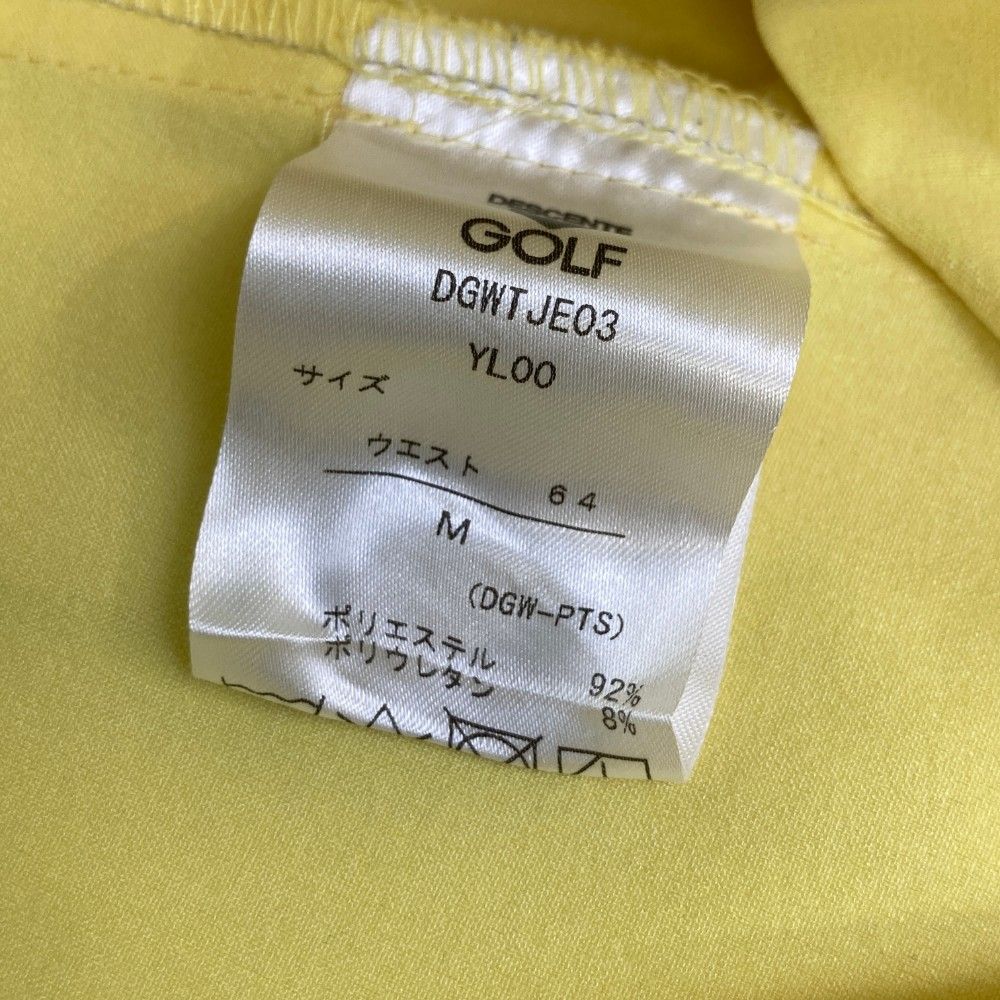 DESCENTE
GOLF
DGWTJE03
YL00
サイズ
ウエスト 64
M
(DGW-PTS)
ポリエステル 92%
ポリウレタン 8%